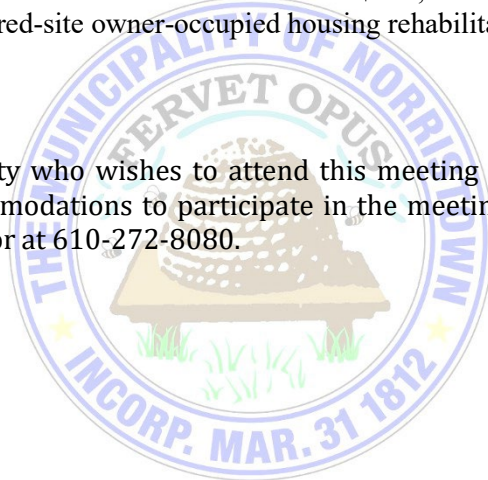 red-site owner-occupied housing rehabilita
ty who wishes to attend this meeting
modations to participate in the meetin
or at 610-272-8080.
THE MUNICIPALITY OF NORRISTOWN
FERVET OPUS
INCORP. MAR. 31 1812